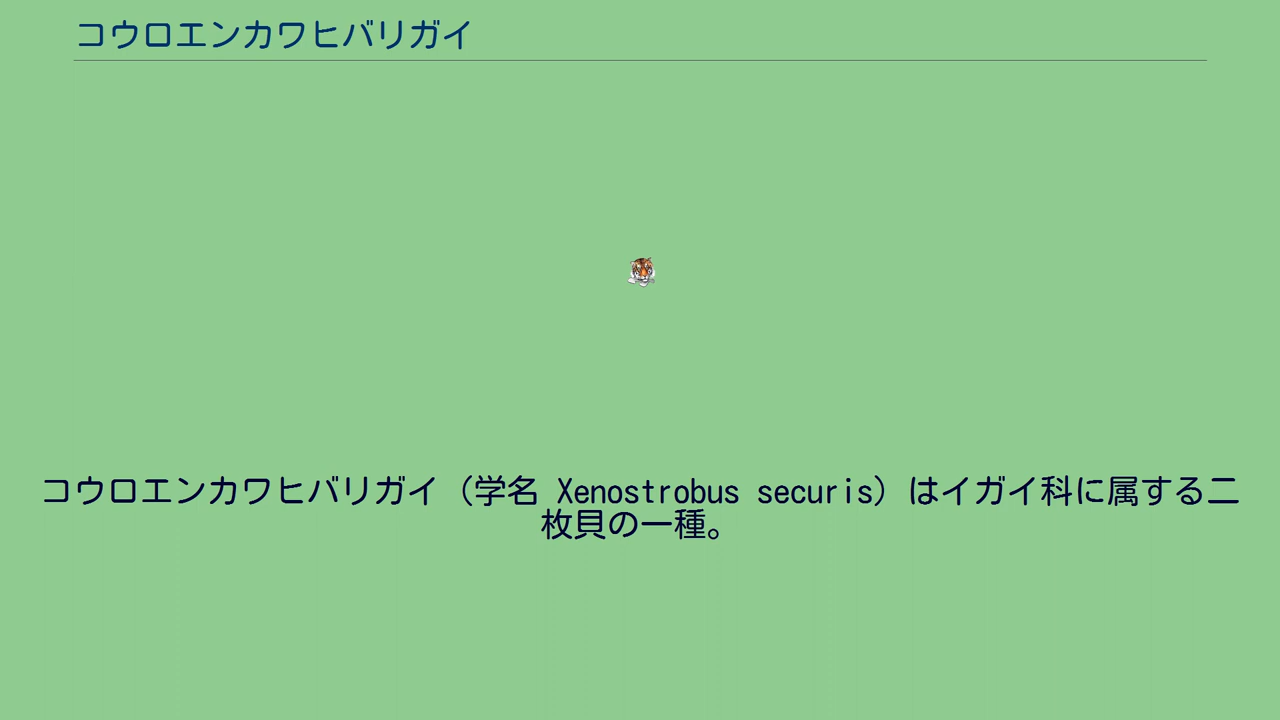 コウロエンカワヒバリガイ
コウロエンカワヒバリガイ（学名 Xenostrobus securis）はイガイ科に属する二
枚貝の一種。